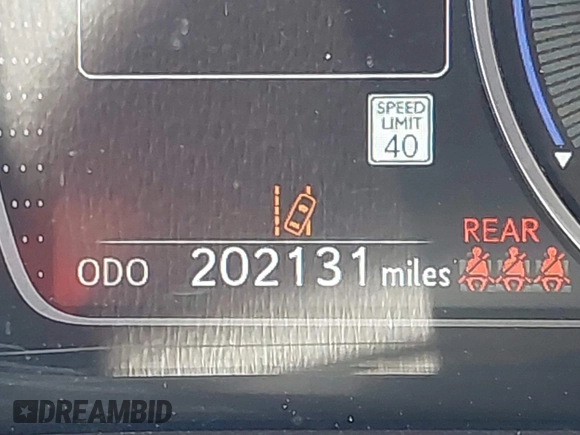 SPEED
LIMIT
40
REAR
ODO 202131 miles
DREAMBID